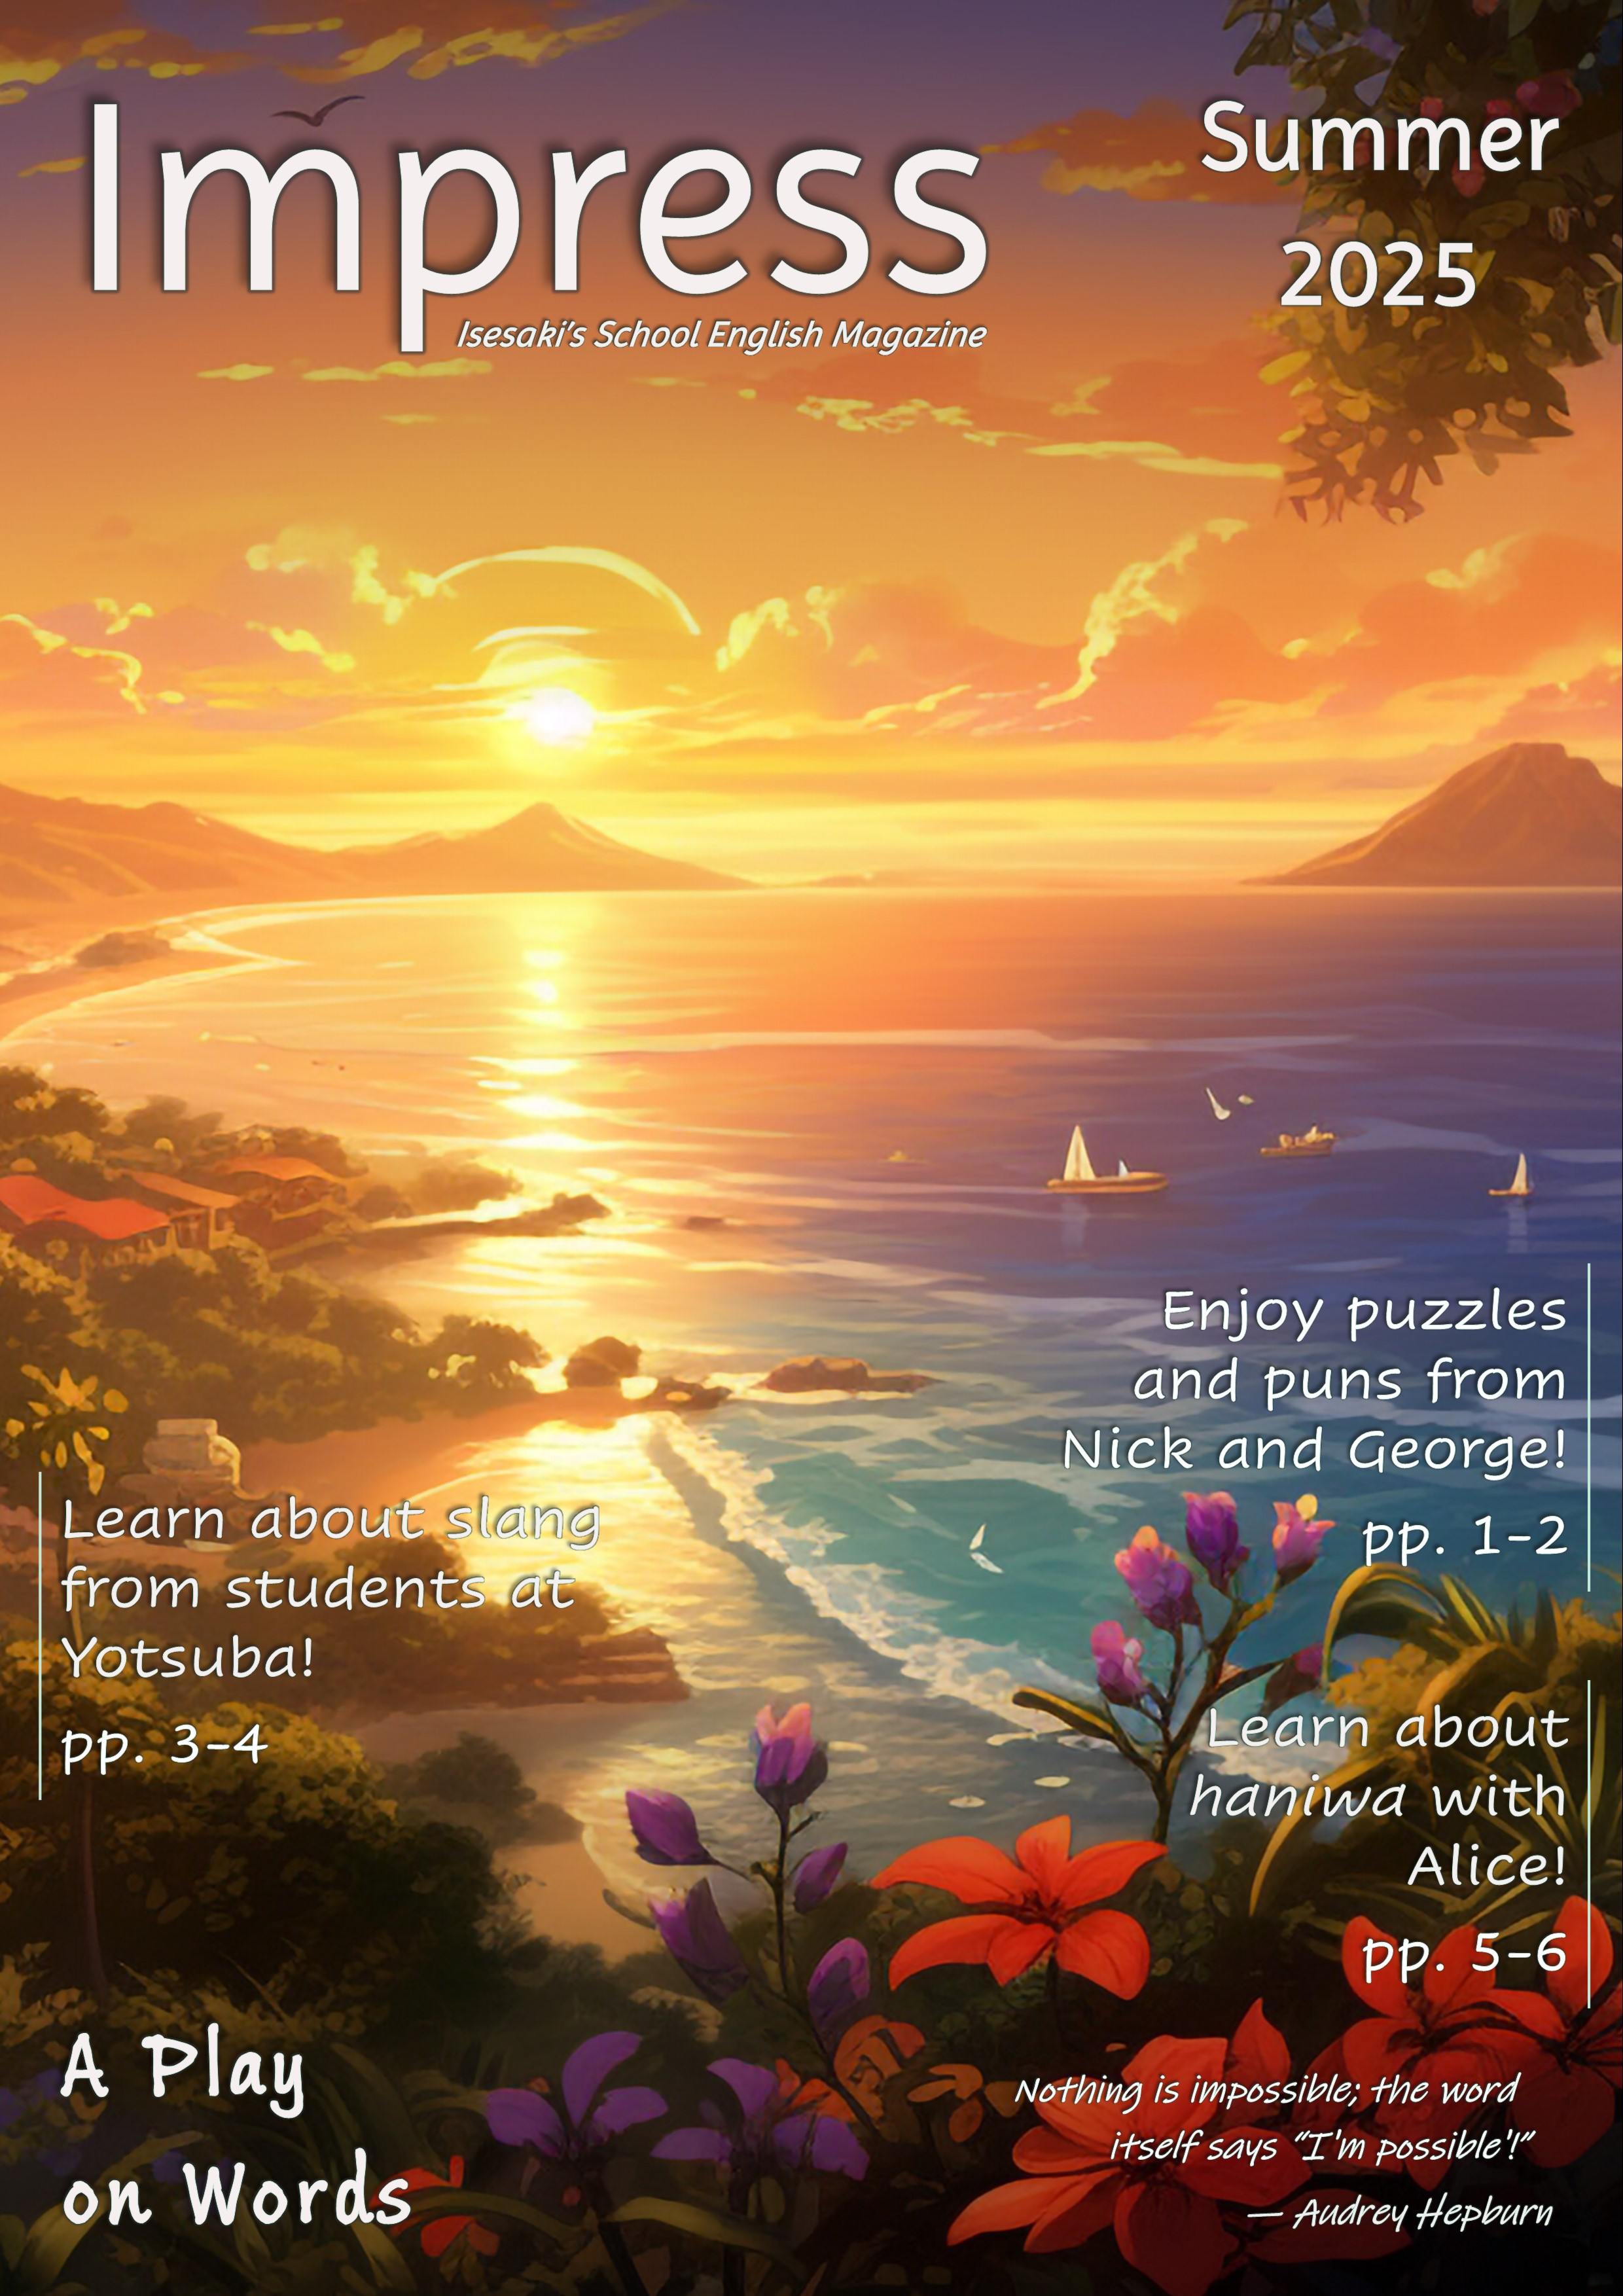 Impress
Isesaki's School English Magazine
Summer
2025
Enjoy puzzles
and puns from
Nick and George!
pp. 1-2
Learn about slang
from students at
Yotsuba!
pp. 3-4
Learn about
haniwa with
Alice!
pp. 5-6
A Play
on Words
Nothing is impossible; the word
itself says “I'm possible'!”
— Audrey Hepburn